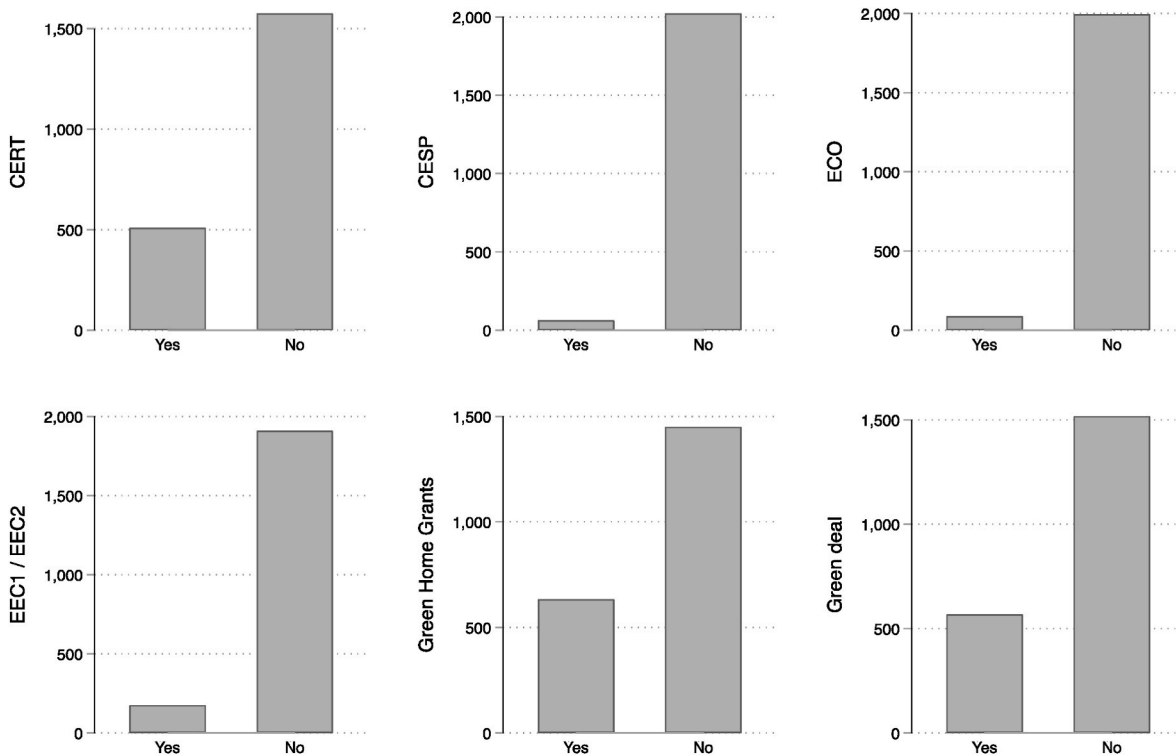 CERT
1,500
1,000
500
0
Yes No
CESP
2,000
1,500
1,000
500
0
Yes No
ECO
2,000
1,500
1,000
500
0
Yes No
EEC1 / EEC2
2,000
1,500
1,000
500
0
Yes No
Green Home Grants
1,500
1,000
500
0
Yes No
Green deal
1,500
1,000
500
0
Yes No